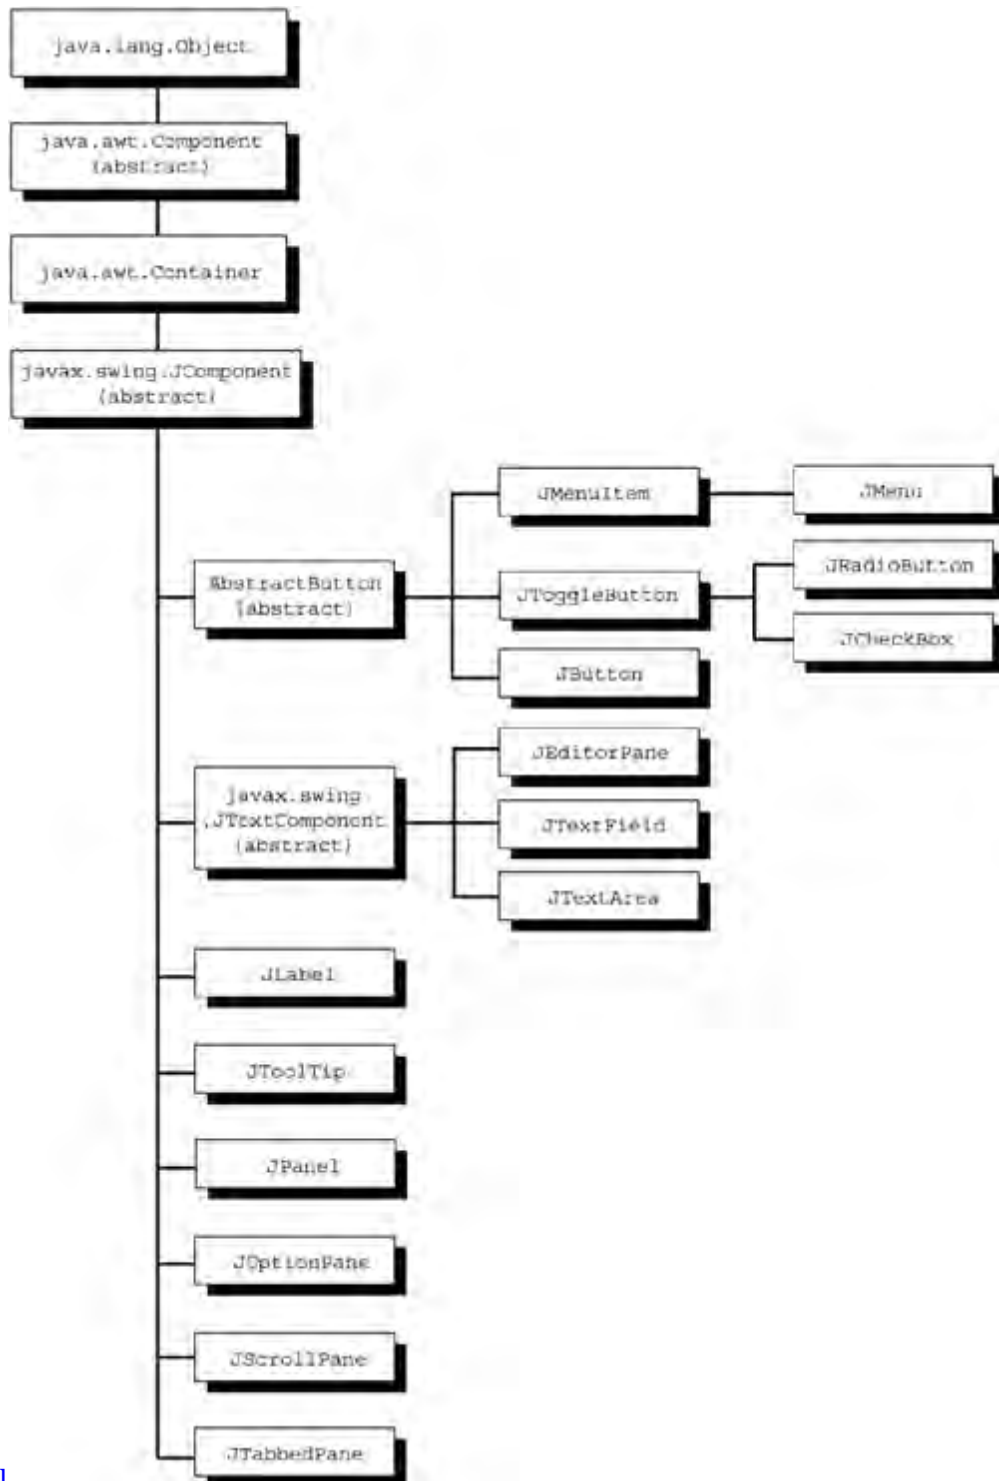 java.lang.Object
java.awt.Component
(abstract)
java.awt.Container
javax.swing.JComponent
(abstract)
JMenuItem
JMenu
AbstractButton
(abstract)
JToggleButton
JRadioButton
JCheckBox
JButton
javax.swing
.JTextComponent
(abstract)
JEditorPane
JTextField
JTextArea
JLabel
JToolTip
JPanel
JOptionPane
JScrollPane
JTabbedPane
]